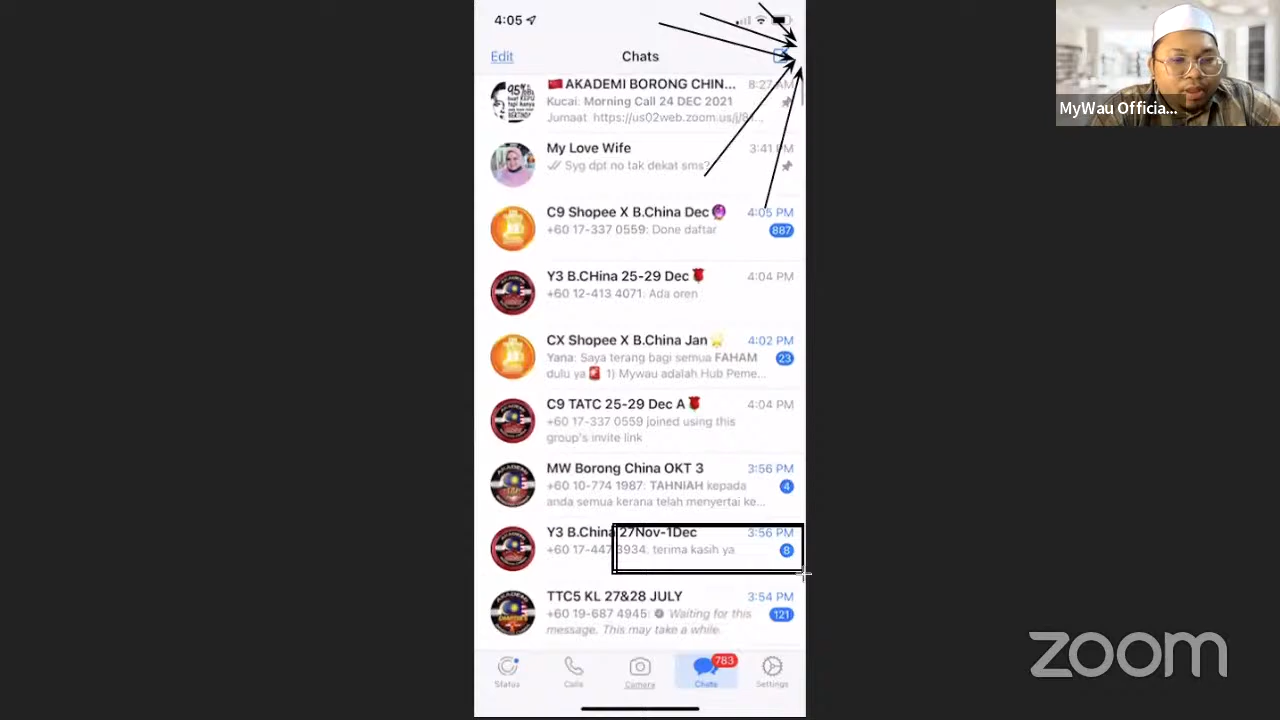 4:05
Edit
Chats
🇨🇳 AKADEMI BORONG CHIN...
8:27 AM
Kucai: Morning Call 24 DEC 2021
Jumaat https://us02web.zoom.us/j/8
My Love Wife
3:41 PM
Syg dpt no tak dekat sms?
C9 Shopee X B.China Dec🔮
4:05 PM
+60 17-337 0559: Done daftar
887
Y3 B.CHina 25-29 Dec🌹
4:04 PM
+60 12-413 4071: Ada oren
CX Shopee X B.China Jan
4:02 PM
Yana: Saya terang bagi semua FAHAM
23
dulu ya🚨 1) Mywau adalah Hub Peme...
C9 TATC 25-29 Dec A🌹
4:04 PM
+60 17-337 0559 joined using this
group's invite link
MW Borong China OKT 3
3:56 PM
+60 10-774 1987: TAHNIAH kepada
4
anda semua kerana telah menyertai ke...
Y3 B.China 27Nov-1Dec
3:56 PM
+60 17-447 3934: terima kasih ya
8
TTC5 KL 27&28 JULY
3:54 PM
+60 19-687 4945: Waiting for this
121
message. This may take a while.
783
Status
Calls
Camera
Chats
Settings
MyWau Officia...
zoom